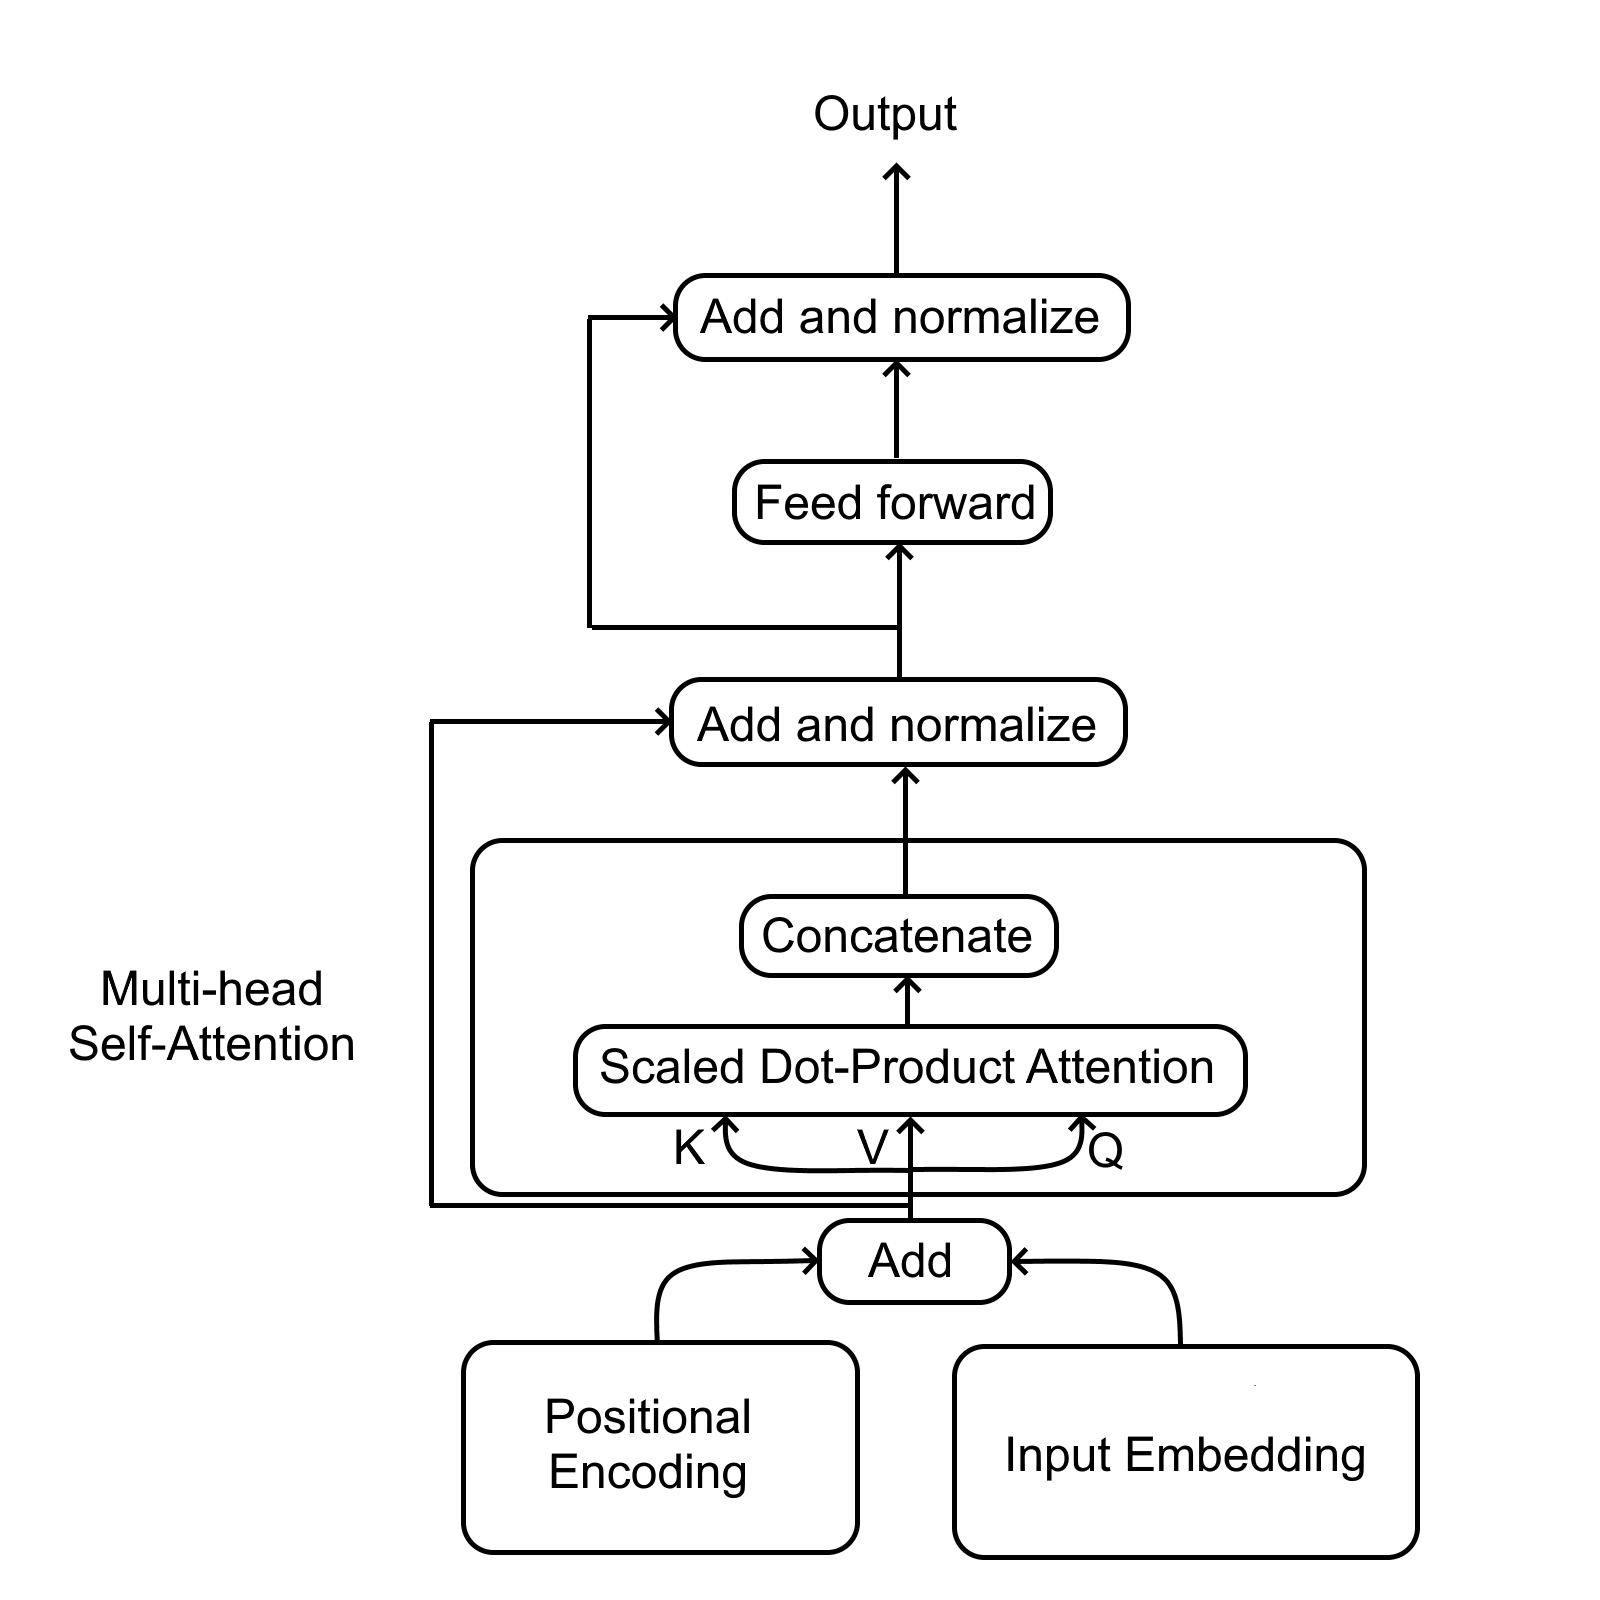 Output
Add and normalize
Feed forward
Add and normalize
Concatenate
Multi-head
Self-Attention
Scaled Dot-Product Attention
K V Q
Add
Positional
Encoding
Input Embedding